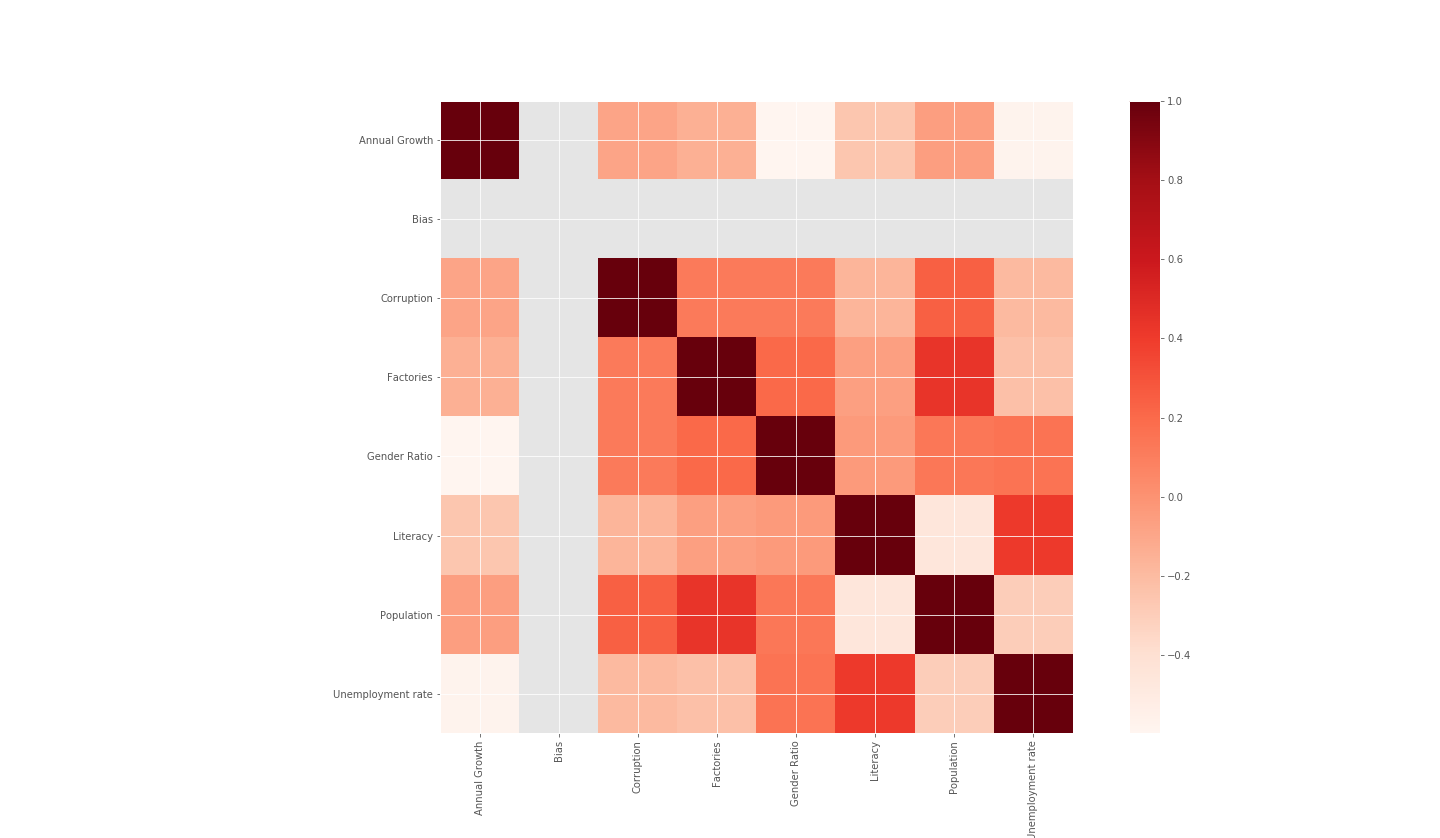 1.0
Annual Growth
0.8
Bias
0.6
Corruption
0.4
Factories
0.2
Gender Ratio
0.0
Literacy
−0.2
Population
−0.4
Unemployment rate
Annual Growth
Bias
Corruption
Factories
Gender Ratio
Literacy
Population
Unemployment rate